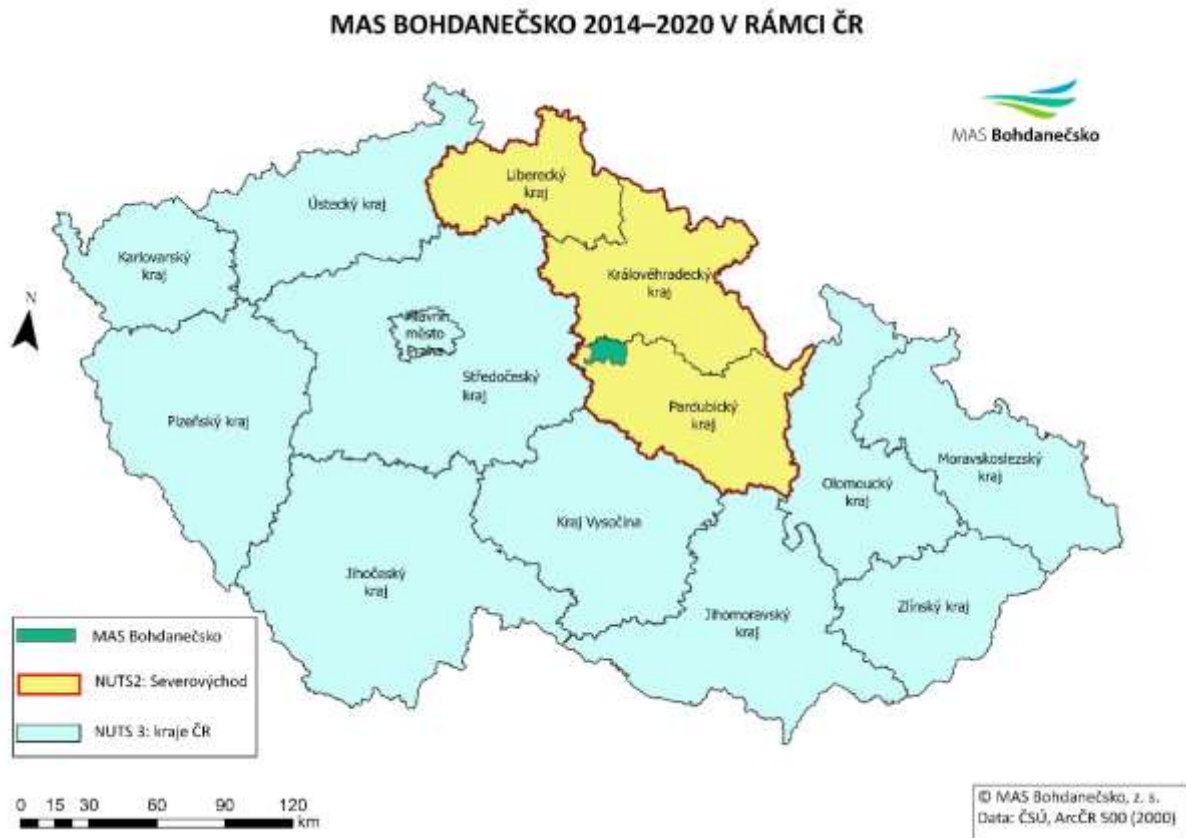 MAS BOHDANEČSKO 2014–2020 V RÁMCI ČR
MAS Bohdanečsko
Liberecký
kraj
Ústecký kraj
Karlovarský
kraj
Královéhradecký
kraj
N
Hlavní
město
Praha
Středočeský
kraj
Pardubický
kraj
Plzeňský kraj
Moravskoslezský
kraj
Olomoucký
kraj
Kraj Vysočina
Jihočeský
kraj
Zlínský kraj
Jihomoravský
kraj
MAS Bohdanečsko
NUTS2: Severovýchod
NUTS 3: kraje ČR
0 15 30 60 90 120
km
© MAS Bohdanečsko, z. s.
Data: ČSÚ, ArcČR 500 (2000)